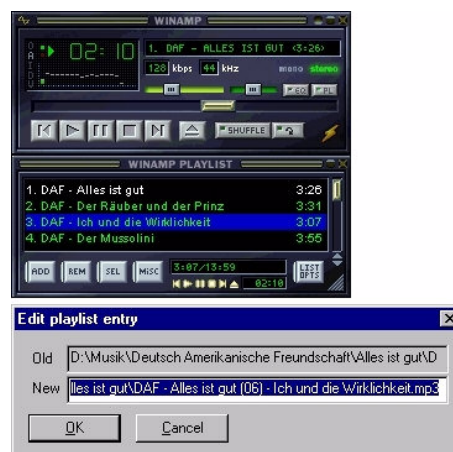 WINAMP
O A I D V
02:10
1. DAF - ALLES IST GUT <3:26>
128 kbps 44 kHz mono stereo
EQ PL
SHUFFLE
WINAMP PLAYLIST
1. DAF - Alles ist gut 3:26
2. DAF - Der Räuber und der Prinz 3:31
3. DAF - Ich und die Wirklichkeit 3:07
4. DAF - Der Mussolini 3:55
ADD REM SEL MISC 3:07/13:59 LIST OPTS
02:10
Edit playlist entry
Old D:\Musik\Deutsch Amerikanische Freundschaft\Alles ist gut\D
New lles ist gut\DAF - Alles ist gut (06) - Ich und die Wirklichkeit.mp3
OK Cancel